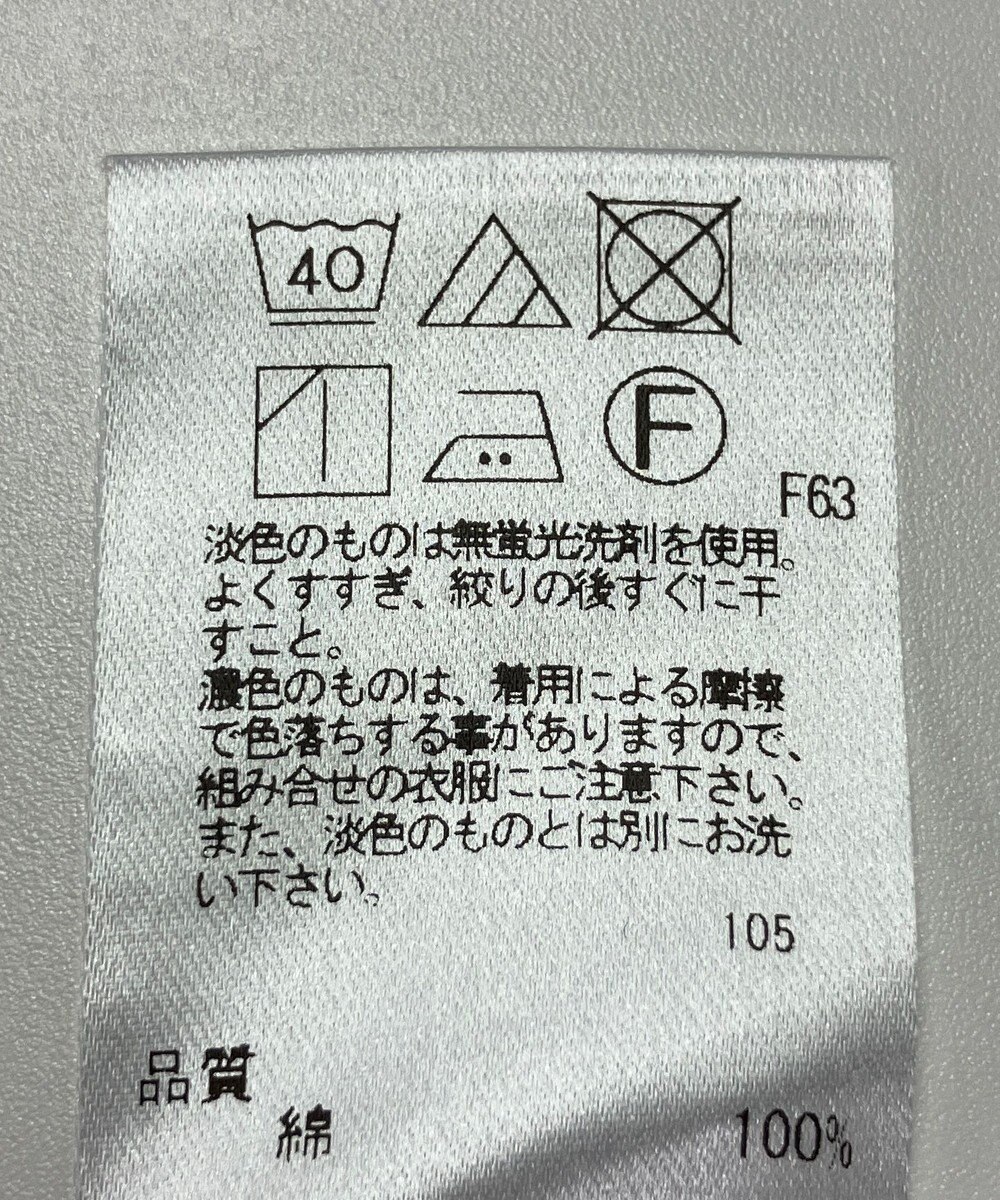 40
F
F63
淡色のものは無蛍光洗剤を使用。
よくすすぎ、絞りの後すぐに干
すこと。
濃色のものは、着用による摩擦
で色落ちする事がありますので、
組み合せの衣服にご注意下さい。
また、淡色のものとは別にお洗
い下さい。
105
品質
綿 100%